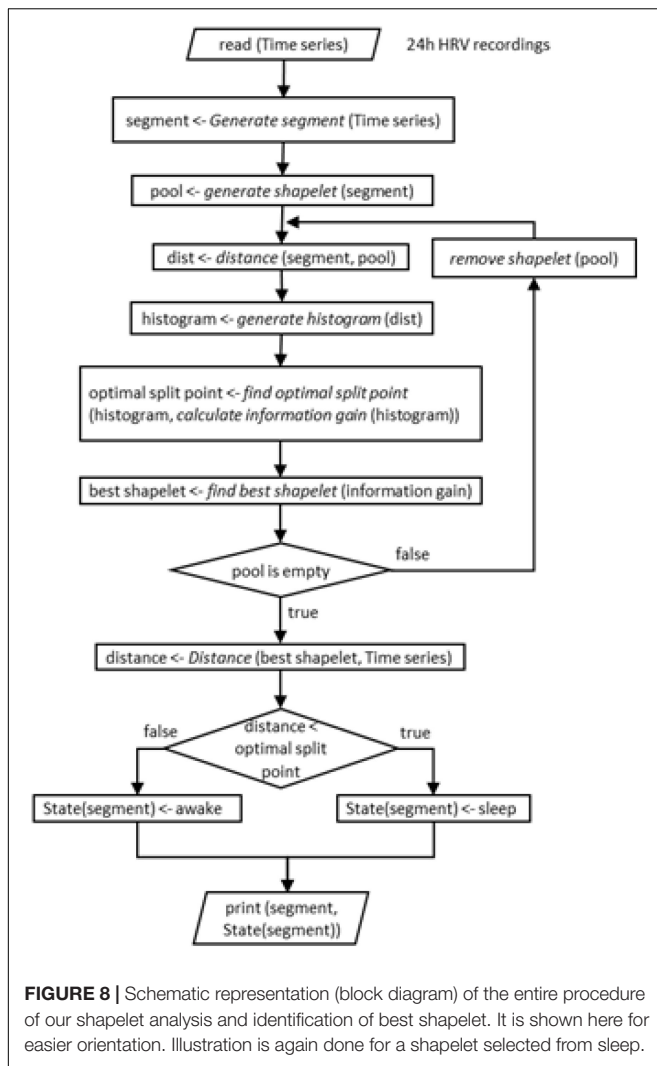 read (Time series)
24h HRV recordings
segment <- Generate segment (Time series)
pool <- generate shapelet (segment)
dist <- distance (segment, pool)
remove shapelet (pool)
histogram <- generate histogram (dist)
optimal split point <- find optimal split point
(histogram, calculate information gain (histogram))
best shapelet <- find best shapelet (information gain)
false
pool is empty
true
distance <- Distance (best shapelet, Time series)
false
distance <
optimal split
point
true
State(segment) <- awake
State(segment) <- sleep
print (segment,
State(segment))
FIGURE 8 | Schematic representation (block diagram) of the entire procedure
of our shapelet analysis and identification of best shapelet. It is shown here for
easier orientation. Illustration is again done for a shapelet selected from sleep.